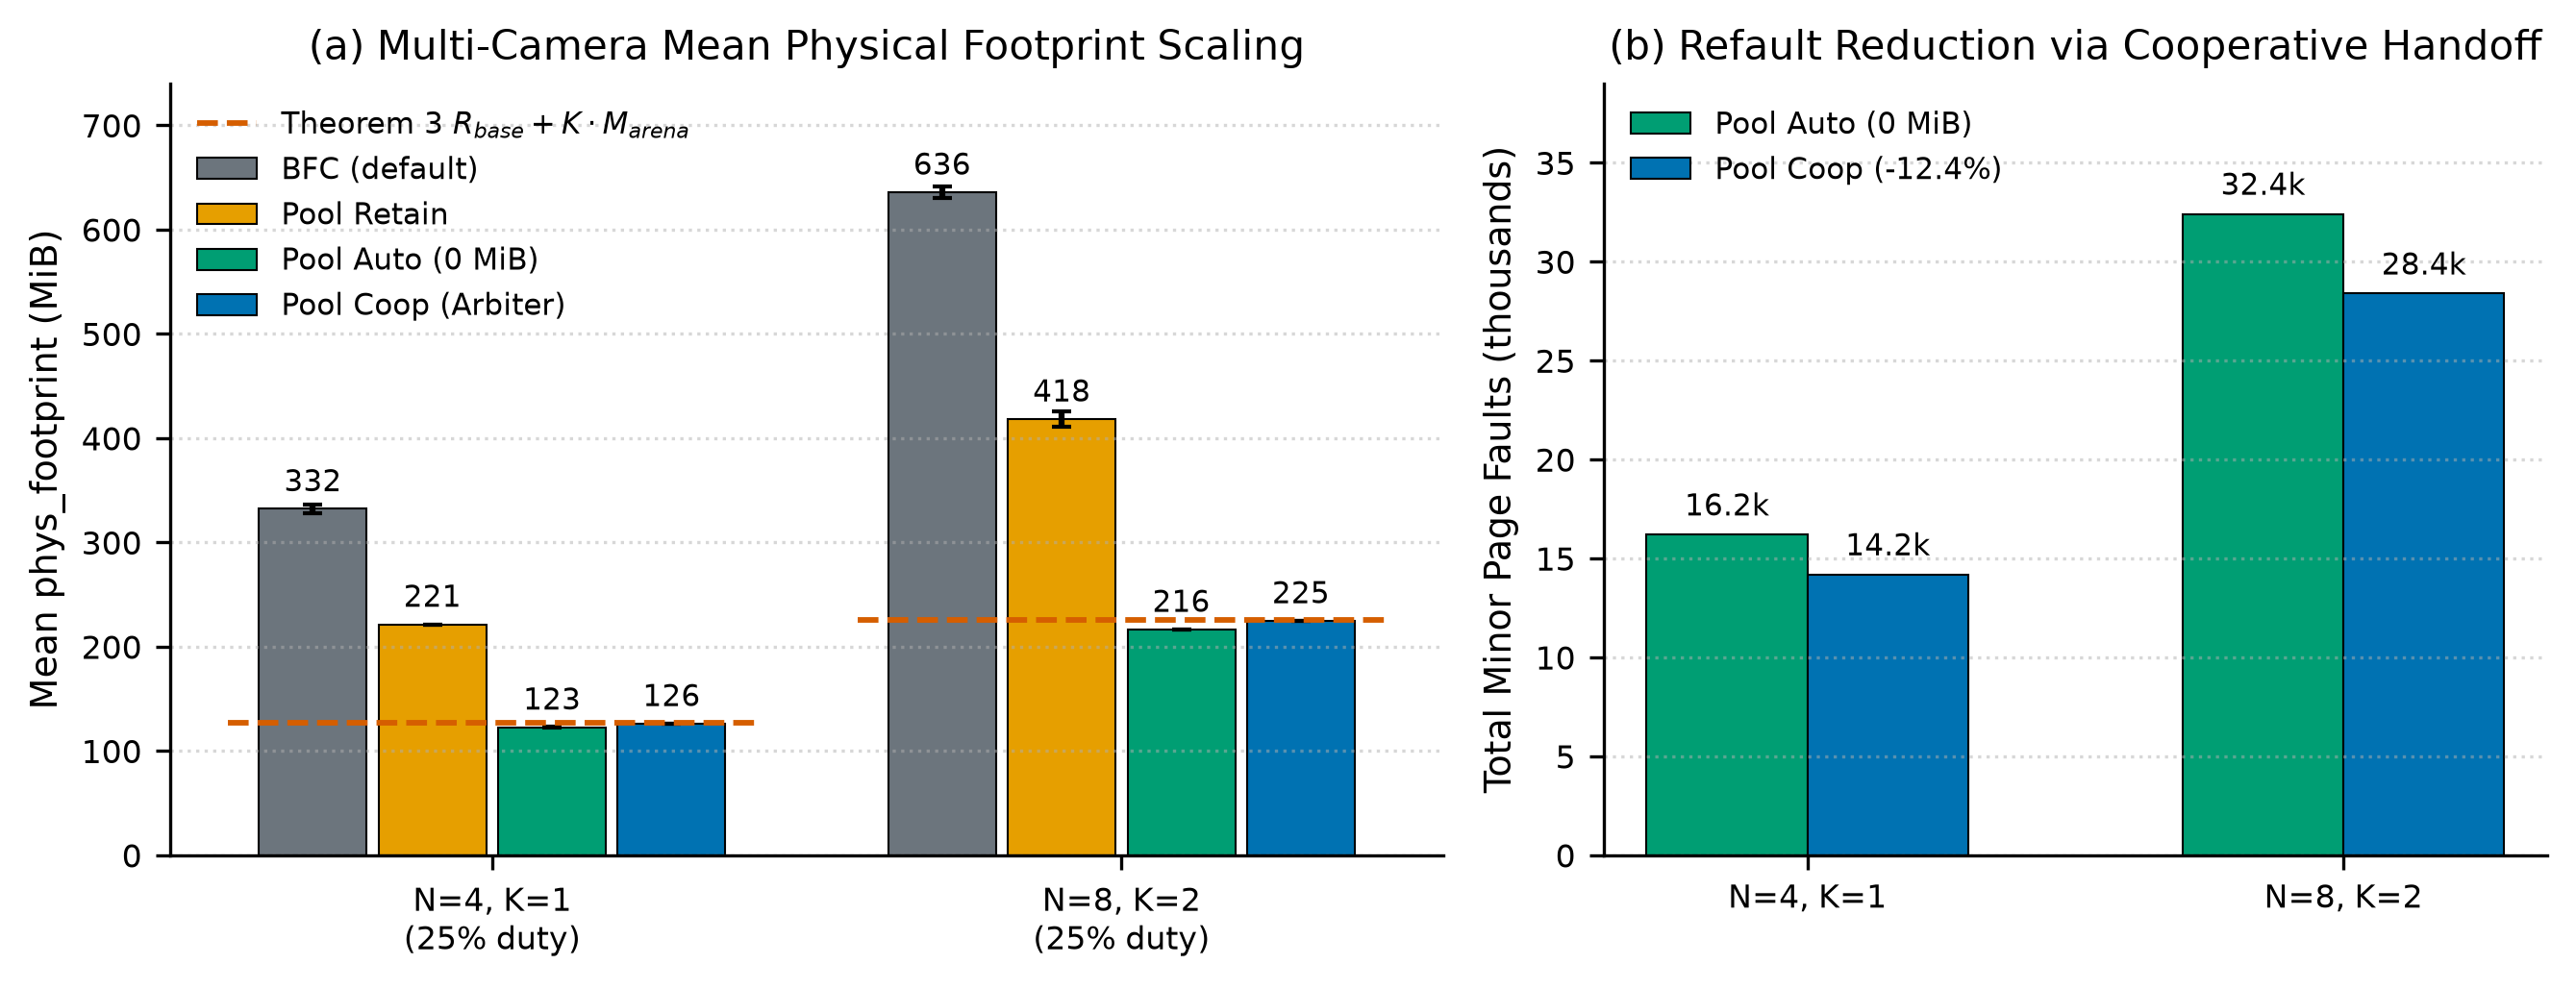 (a) Multi-Camera Mean Physical Footprint Scaling
Mean phys_footprint (MiB)
700
600
500
400
300
200
100
0
Theorem 3 R_base + K · M_arena
BFC (default)
Pool Retain
Pool Auto (0 MiB)
Pool Coop (Arbiter)
332
221
123
126
636
418
216
225
N=4, K=1
(25% duty)
N=8, K=2
(25% duty)
(b) Refault Reduction via Cooperative Handoff
Total Minor Page Faults (thousands)
35
30
25
20
15
10
5
0
Pool Auto (0 MiB)
Pool Coop (-12.4%)
16.2k
14.2k
32.4k
28.4k
N=4, K=1
N=8, K=2